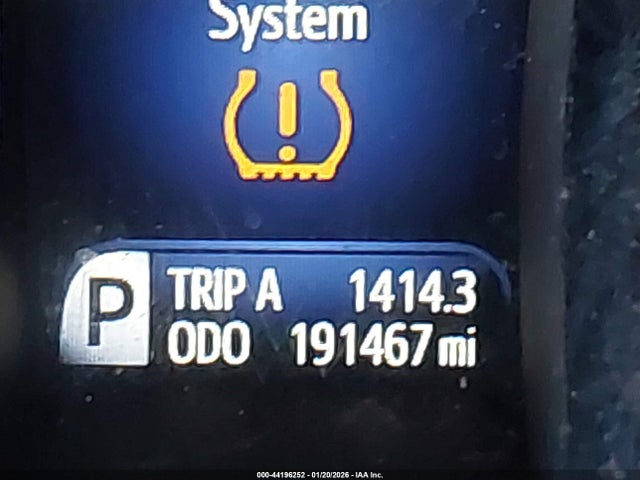 System
P
TRIP A 1414.3
ODO 191467 mi
000-44196252 - 01/20/2026 - IAA Inc.